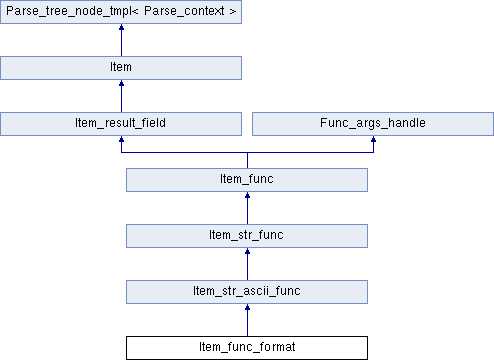 Parse_tree_node_tmpl< Parse_context >
Item
Item_result_field
Func_args_handle
Item_func
Item_str_func
Item_str_ascii_func
Item_func_format